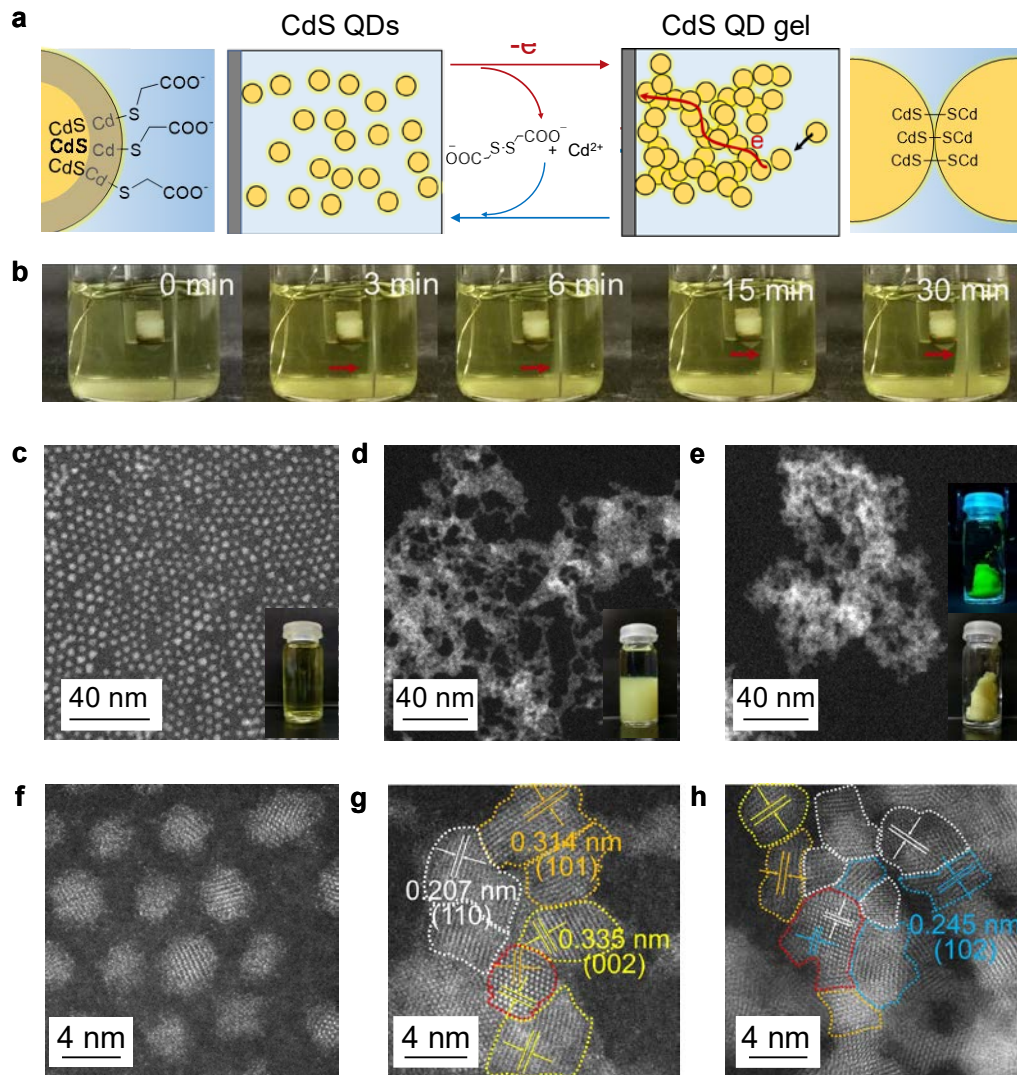 a
CdS QDs
CdS QD gel
-e
COO⁻
S
Cd
CdS
COO⁻
CdS
Cd
S
CdS
Cd
COO⁻
S
⁻OOC
S-S
COO⁻
+ Cd²⁺
e
CdS—SCd
CdS—SCd
CdS—SCd
b
0 min
3 min
6 min
15 min
30 min
c
d
e
40 nm
40 nm
40 nm
f
g
h
0.314 nm
(101)
0.207 nm
(110)
0.335 nm
(002)
0.245 nm
(102)
4 nm
4 nm
4 nm